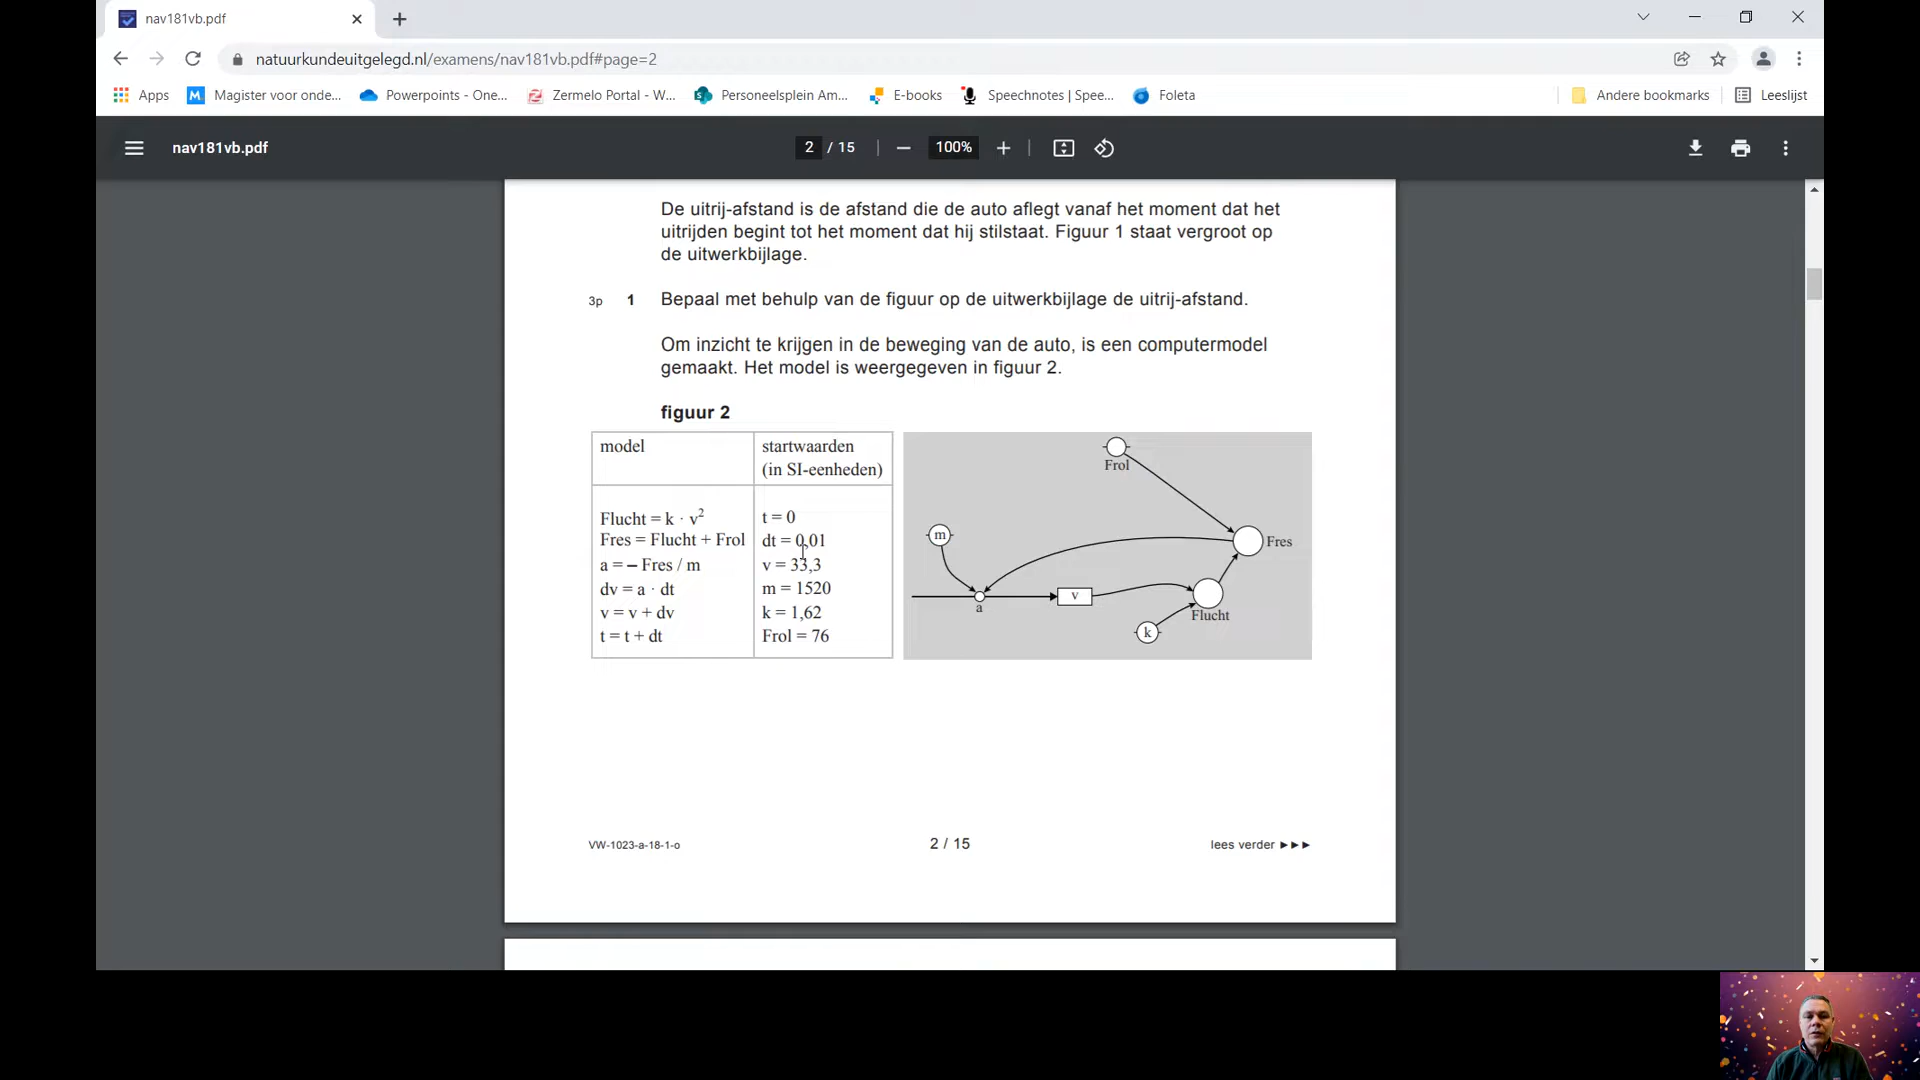 nav181vb.pdf
natuurkundeuitgelegd.nl/examens/nav181vb.pdf#page=2
Apps
Magister voor onde...
Powerpoints - One...
Zermelo Portal - W...
Personeelsplein Am...
E-books
Speechnotes | Spee...
Foleta
Andere bookmarks
Leeslijst
nav181vb.pdf
2 / 15
100%
De uitrij-afstand is de afstand die de auto aflegt vanaf het moment dat het
uitrijden begint tot het moment dat hij stilstaat. Figuur 1 staat vergroot op
de uitwerkbijlage.
3p 1 Bepaal met behulp van de figuur op de uitwerkbijlage de uitrij-afstand.
Om inzicht te krijgen in de beweging van de auto, is een computermodel
gemaakt. Het model is weergegeven in figuur 2.
figuur 2
model
startwaarden
(in SI-eenheden)
Flucht = k · v²
Fres = Flucht + Frol
a = – Fres / m
dv = a · dt
v = v + dv
t = t + dt
t = 0
dt = 0,01
v = 33,3
m = 1520
k = 1,62
Frol = 76
Frol
m
Fres
a
v
Flucht
k
VW-1023-a-18-1-o
2 / 15
lees verder ►►►